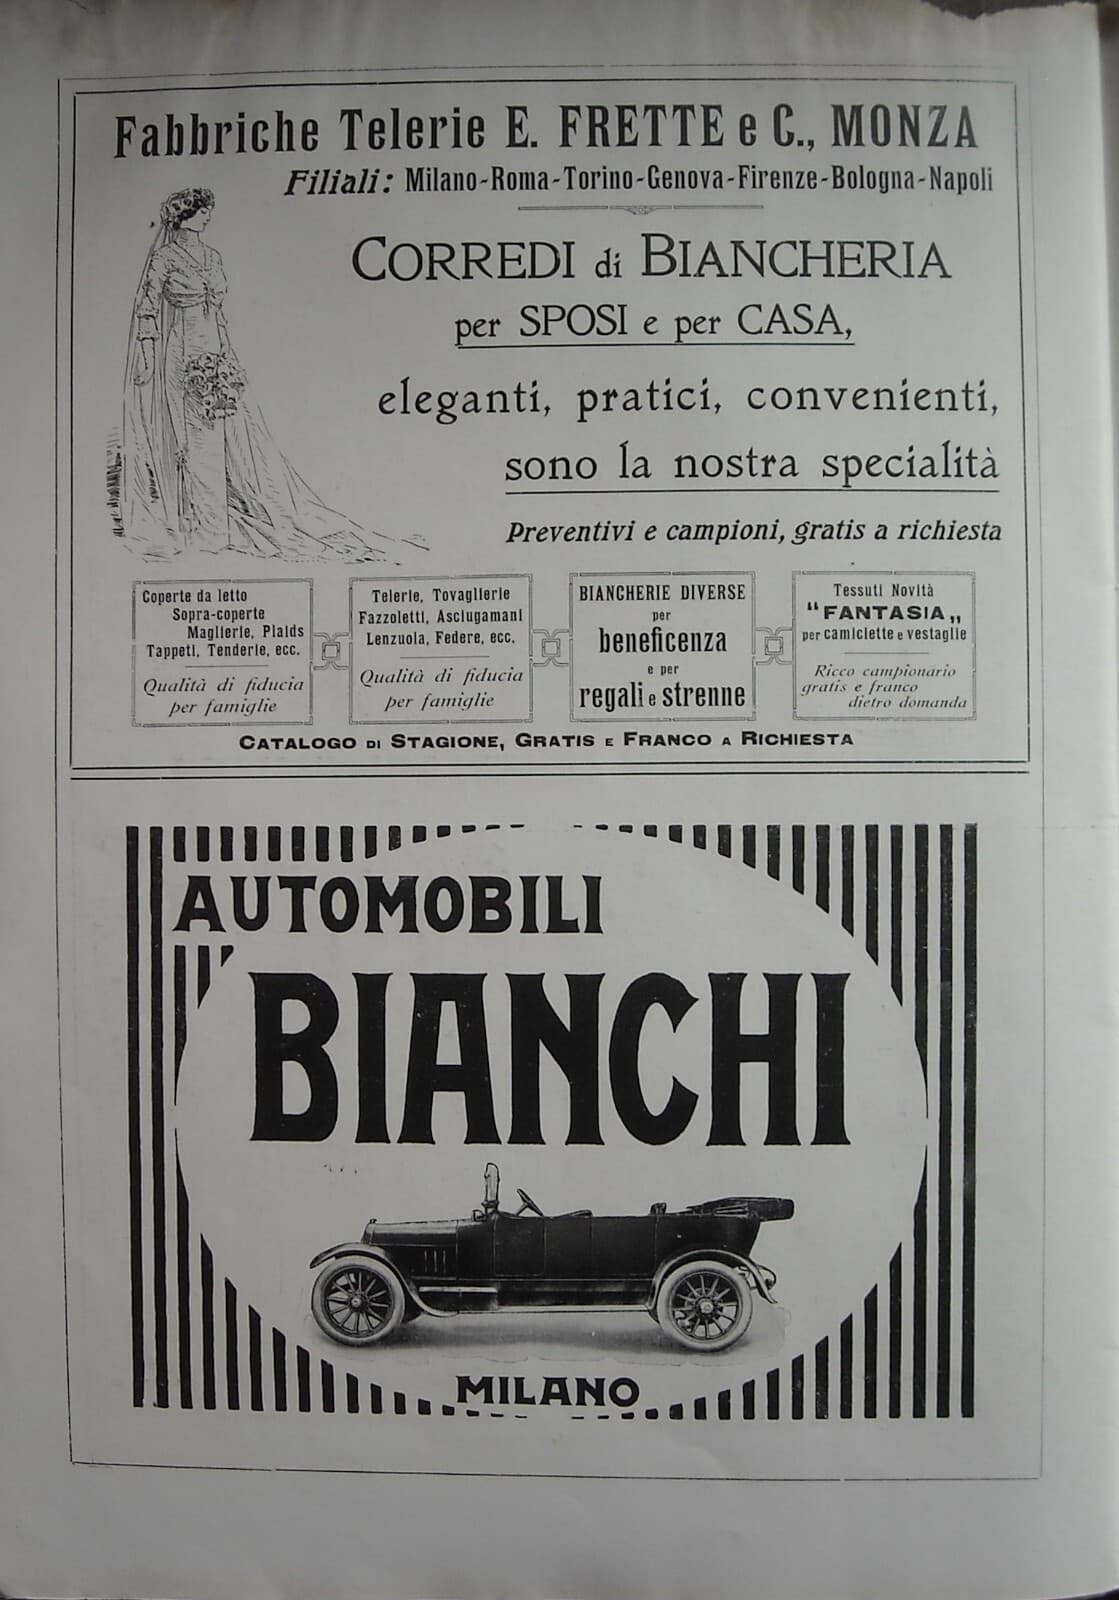 Fabbriche Telerie E. FRETTE e C., MONZA
Filiali: Milano-Roma-Torino-Genova-Firenze-Bologna-Napoli
CORREDI di BIANCHERIA
per SPOSI e per CASA,
eleganti, pratici, convenienti,
sono la nostra specialità
Preventivi e campioni, gratis a richiesta
Coperte da letto
Sopra-coperte
Maglierie, Plaids
Tappeti, Tenderie, ecc.
Qualità di fiducia
per famiglie
Telerie, Tovaglierie
Fazzoletti, Asciugamani
Lenzuola, Federe, ecc.
Qualità di fiducia
per famiglie
BIANCHERIE DIVERSE
per
beneficenza
e per
regali e strenne
Tessuti Novità
"FANTASIA„
per camiciette e vestaglie
Ricco campionario
gratis e franco
dietro domanda
CATALOGO DI STAGIONE, GRATIS E FRANCO A RICHIESTA
AUTOMOBILI
BIANCHI
MILANO